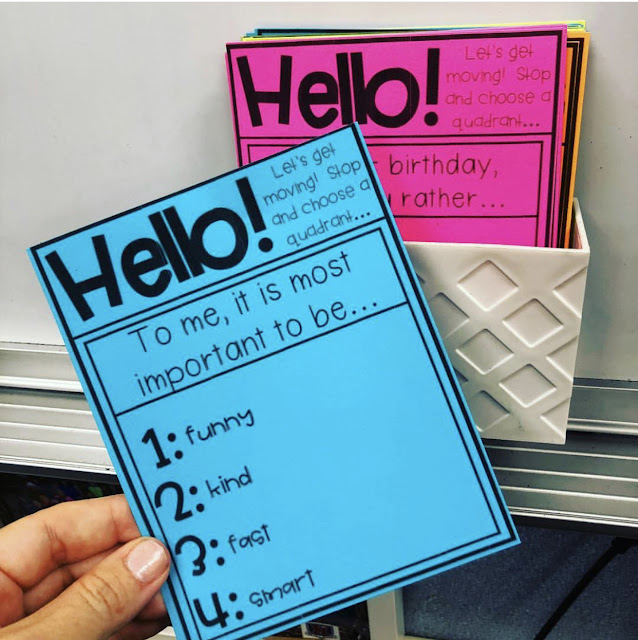 Hello!
Let's get
moving! Stop
and choose a
quadrant...
birthday,
rather...
Hello!
Let's get
moving! Stop
and choose a
quadrant...
To me, it is most
important to be...
1: funny
2: kind
3: fast
4: smart